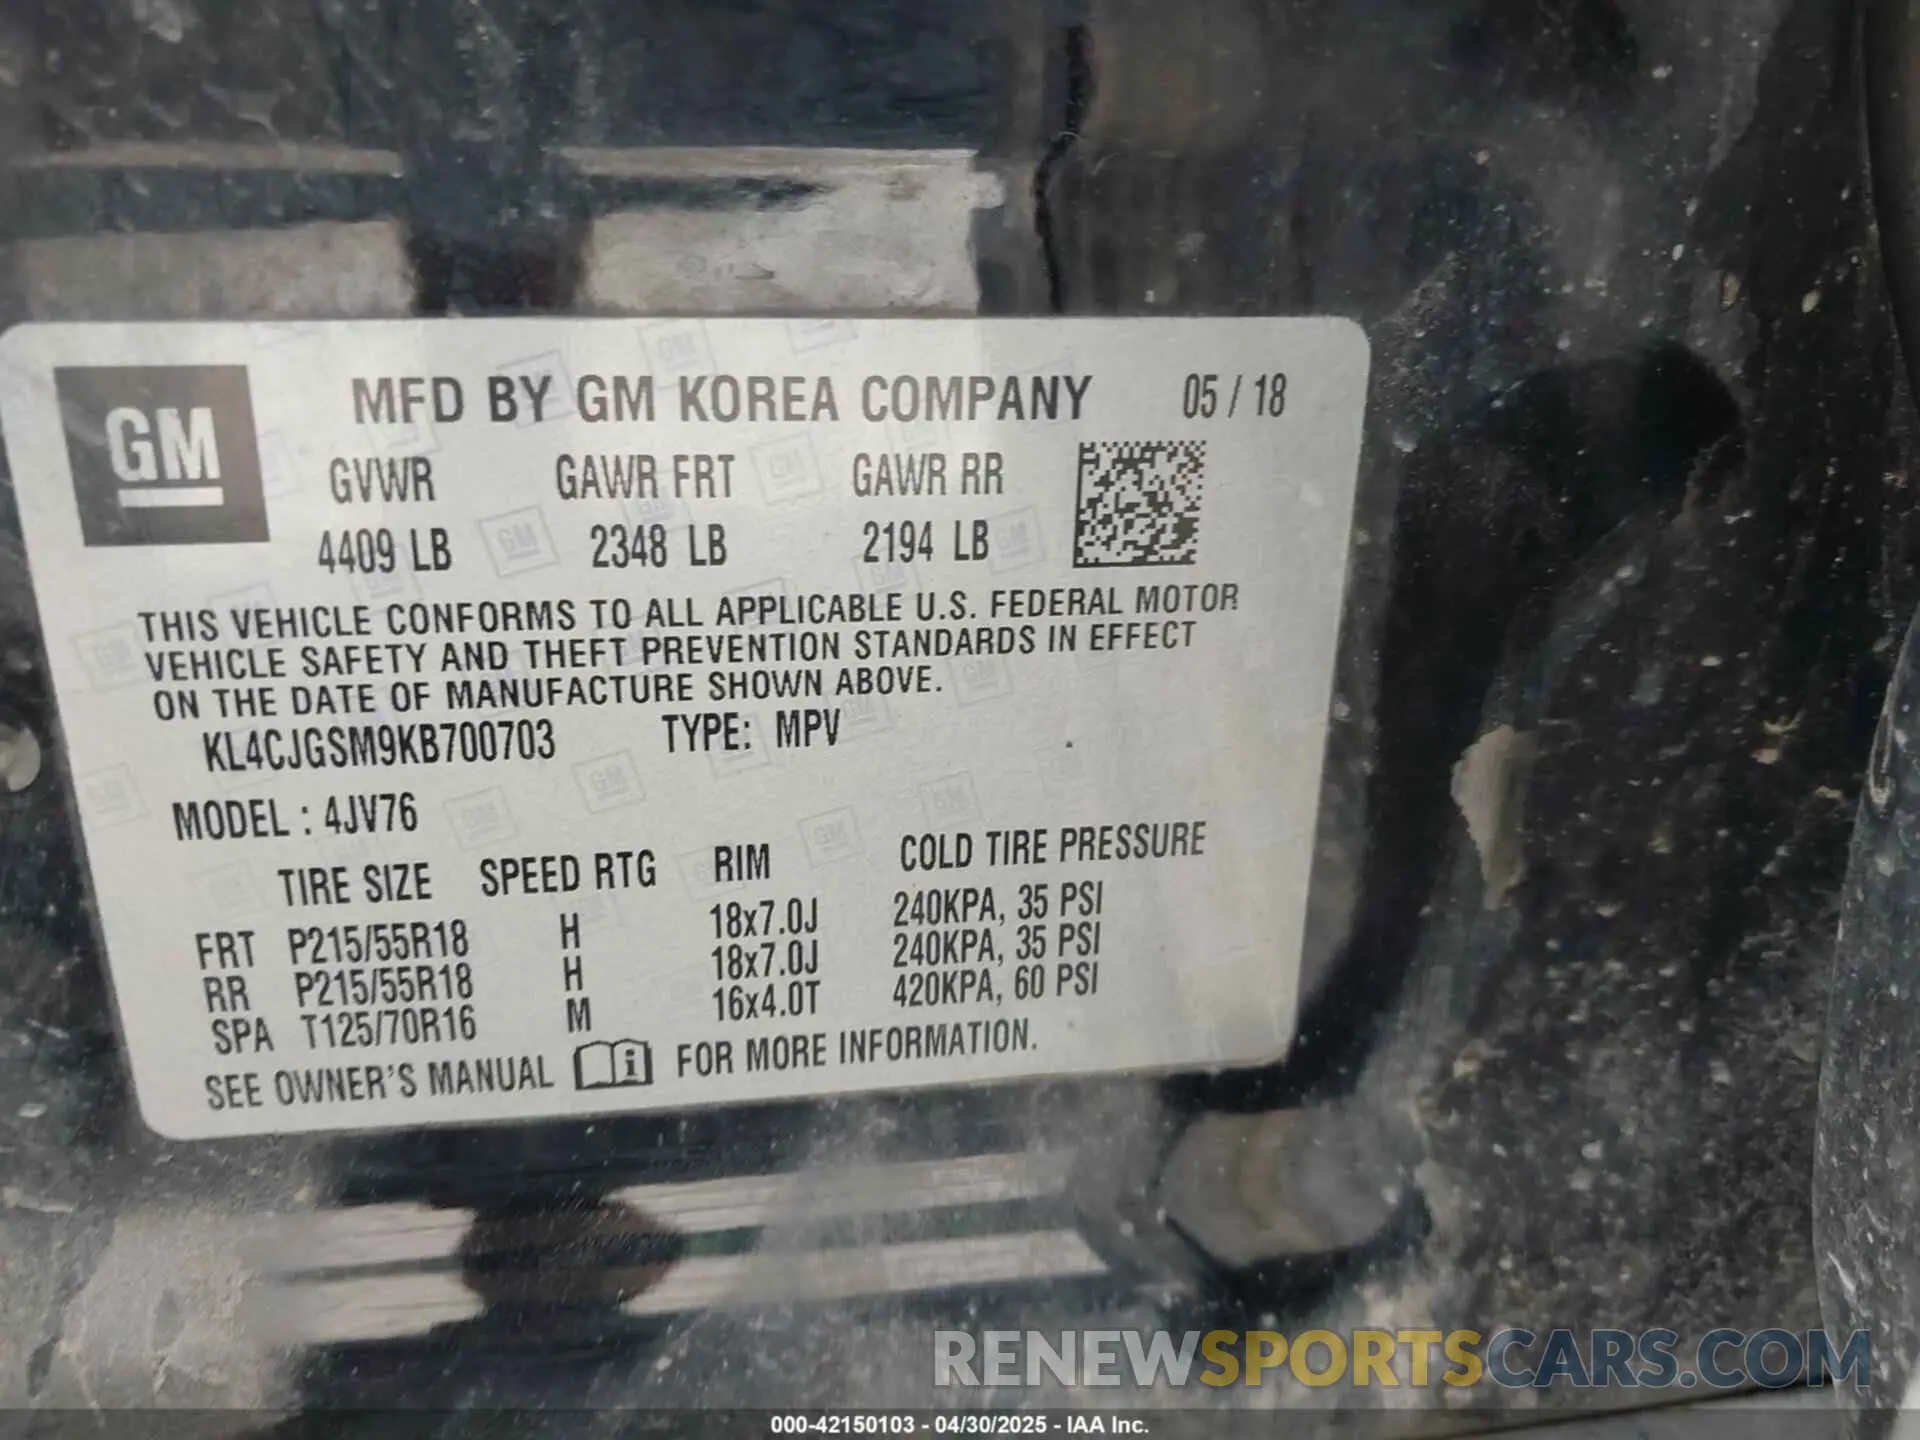 GM
MFD BY GM KOREA COMPANY 05 / 18
GVWR GAWR FRT GAWR RR
4409 LB 2348 LB 2194 LB
THIS VEHICLE CONFORMS TO ALL APPLICABLE U.S. FEDERAL MOTOR
VEHICLE SAFETY AND THEFT PREVENTION STANDARDS IN EFFECT
ON THE DATE OF MANUFACTURE SHOWN ABOVE.
KL4CJGSM9KB700703 TYPE: MPV
MODEL : 4JV76
TIRE SIZE SPEED RTG RIM COLD TIRE PRESSURE
FRT P215/55R18 H 18x7.0J 240KPA, 35 PSI
RR P215/55R18 H 18x7.0J 240KPA, 35 PSI
SPA T125/70R16 M 16x4.0T 420KPA, 60 PSI
SEE OWNER'S MANUAL i FOR MORE INFORMATION.
RENEWSPORTSCARS.COM
000-42150103 - 04/30/2025 - IAA Inc.